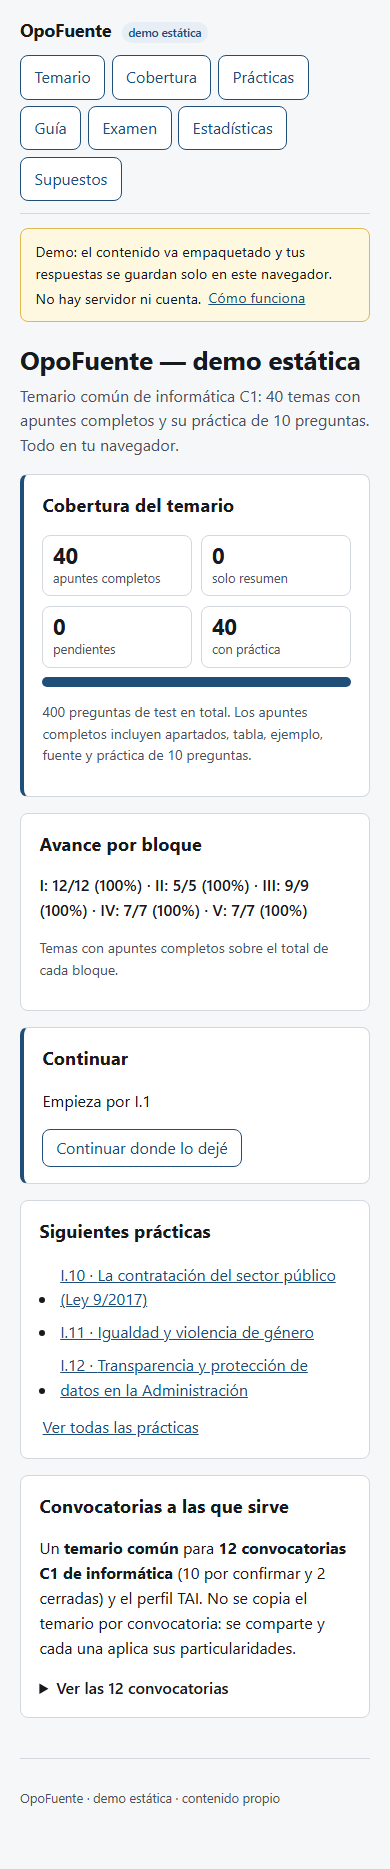 OpoFuente demo estática
Temario Cobertura Prácticas
Guía Examen Estadísticas
Supuestos
Demo: el contenido va empaquetado y tus
respuestas se guardan solo en este navegador.
No hay servidor ni cuenta. Cómo funciona
OpoFuente — demo estática
Temario común de informática C1: 40 temas con
apuntes completos y su práctica de 10 preguntas.
Todo en tu navegador.
Cobertura del temario
40 0
apuntes completos solo resumen
0 40
pendientes con práctica
400 preguntas de test en total. Los apuntes
completos incluyen apartados, tabla, ejemplo,
fuente y práctica de 10 preguntas.
Avance por bloque
I: 12/12 (100%) · II: 5/5 (100%) · III: 9/9
(100%) · IV: 7/7 (100%) · V: 7/7 (100%)
Temas con apuntes completos sobre el total de
cada bloque.
Continuar
Empieza por I.1
Continuar donde lo dejé
Siguientes prácticas
I.10 · La contratación del sector público
(Ley 9/2017)
I.11 · Igualdad y violencia de género
I.12 · Transparencia y protección de
datos en la Administración
Ver todas las prácticas
Convocatorias a las que sirve
Un temario común para 12 convocatorias
C1 de informática (10 por confirmar y 2
cerradas) y el perfil TAI. No se copia el
temario por convocatoria: se comparte y
cada una aplica sus particularidades.
Ver las 12 convocatorias
OpoFuente · demo estática · contenido propio